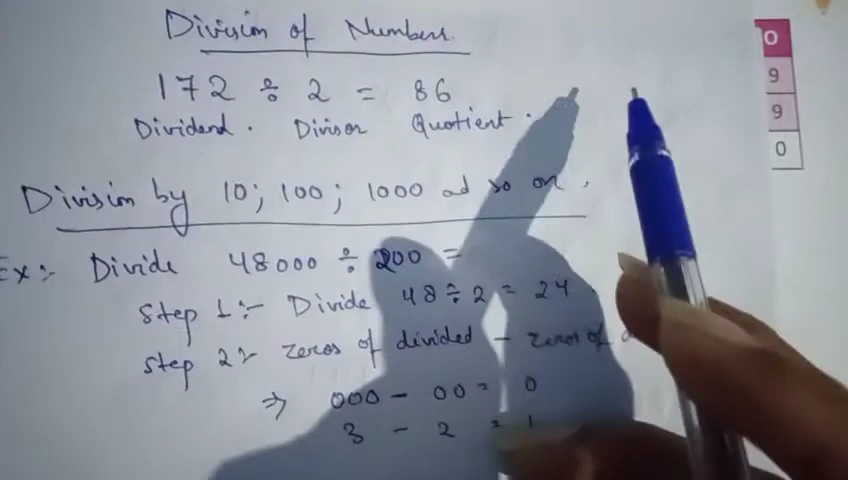 Division of Numbers.
172 ÷ 2 = 86
Dividend. Divisor Quotient.
Division by 10; 100; 1000 ad so on.
Ex:- Divide 48000 ÷ 200 =
Step 1:- Divide 48 ÷ 2 = 24.
Step 2:- Zeros of divided - Zeros of
⇒ 000 - 00 = 0
3 - 2 = 1
0
9
9
0